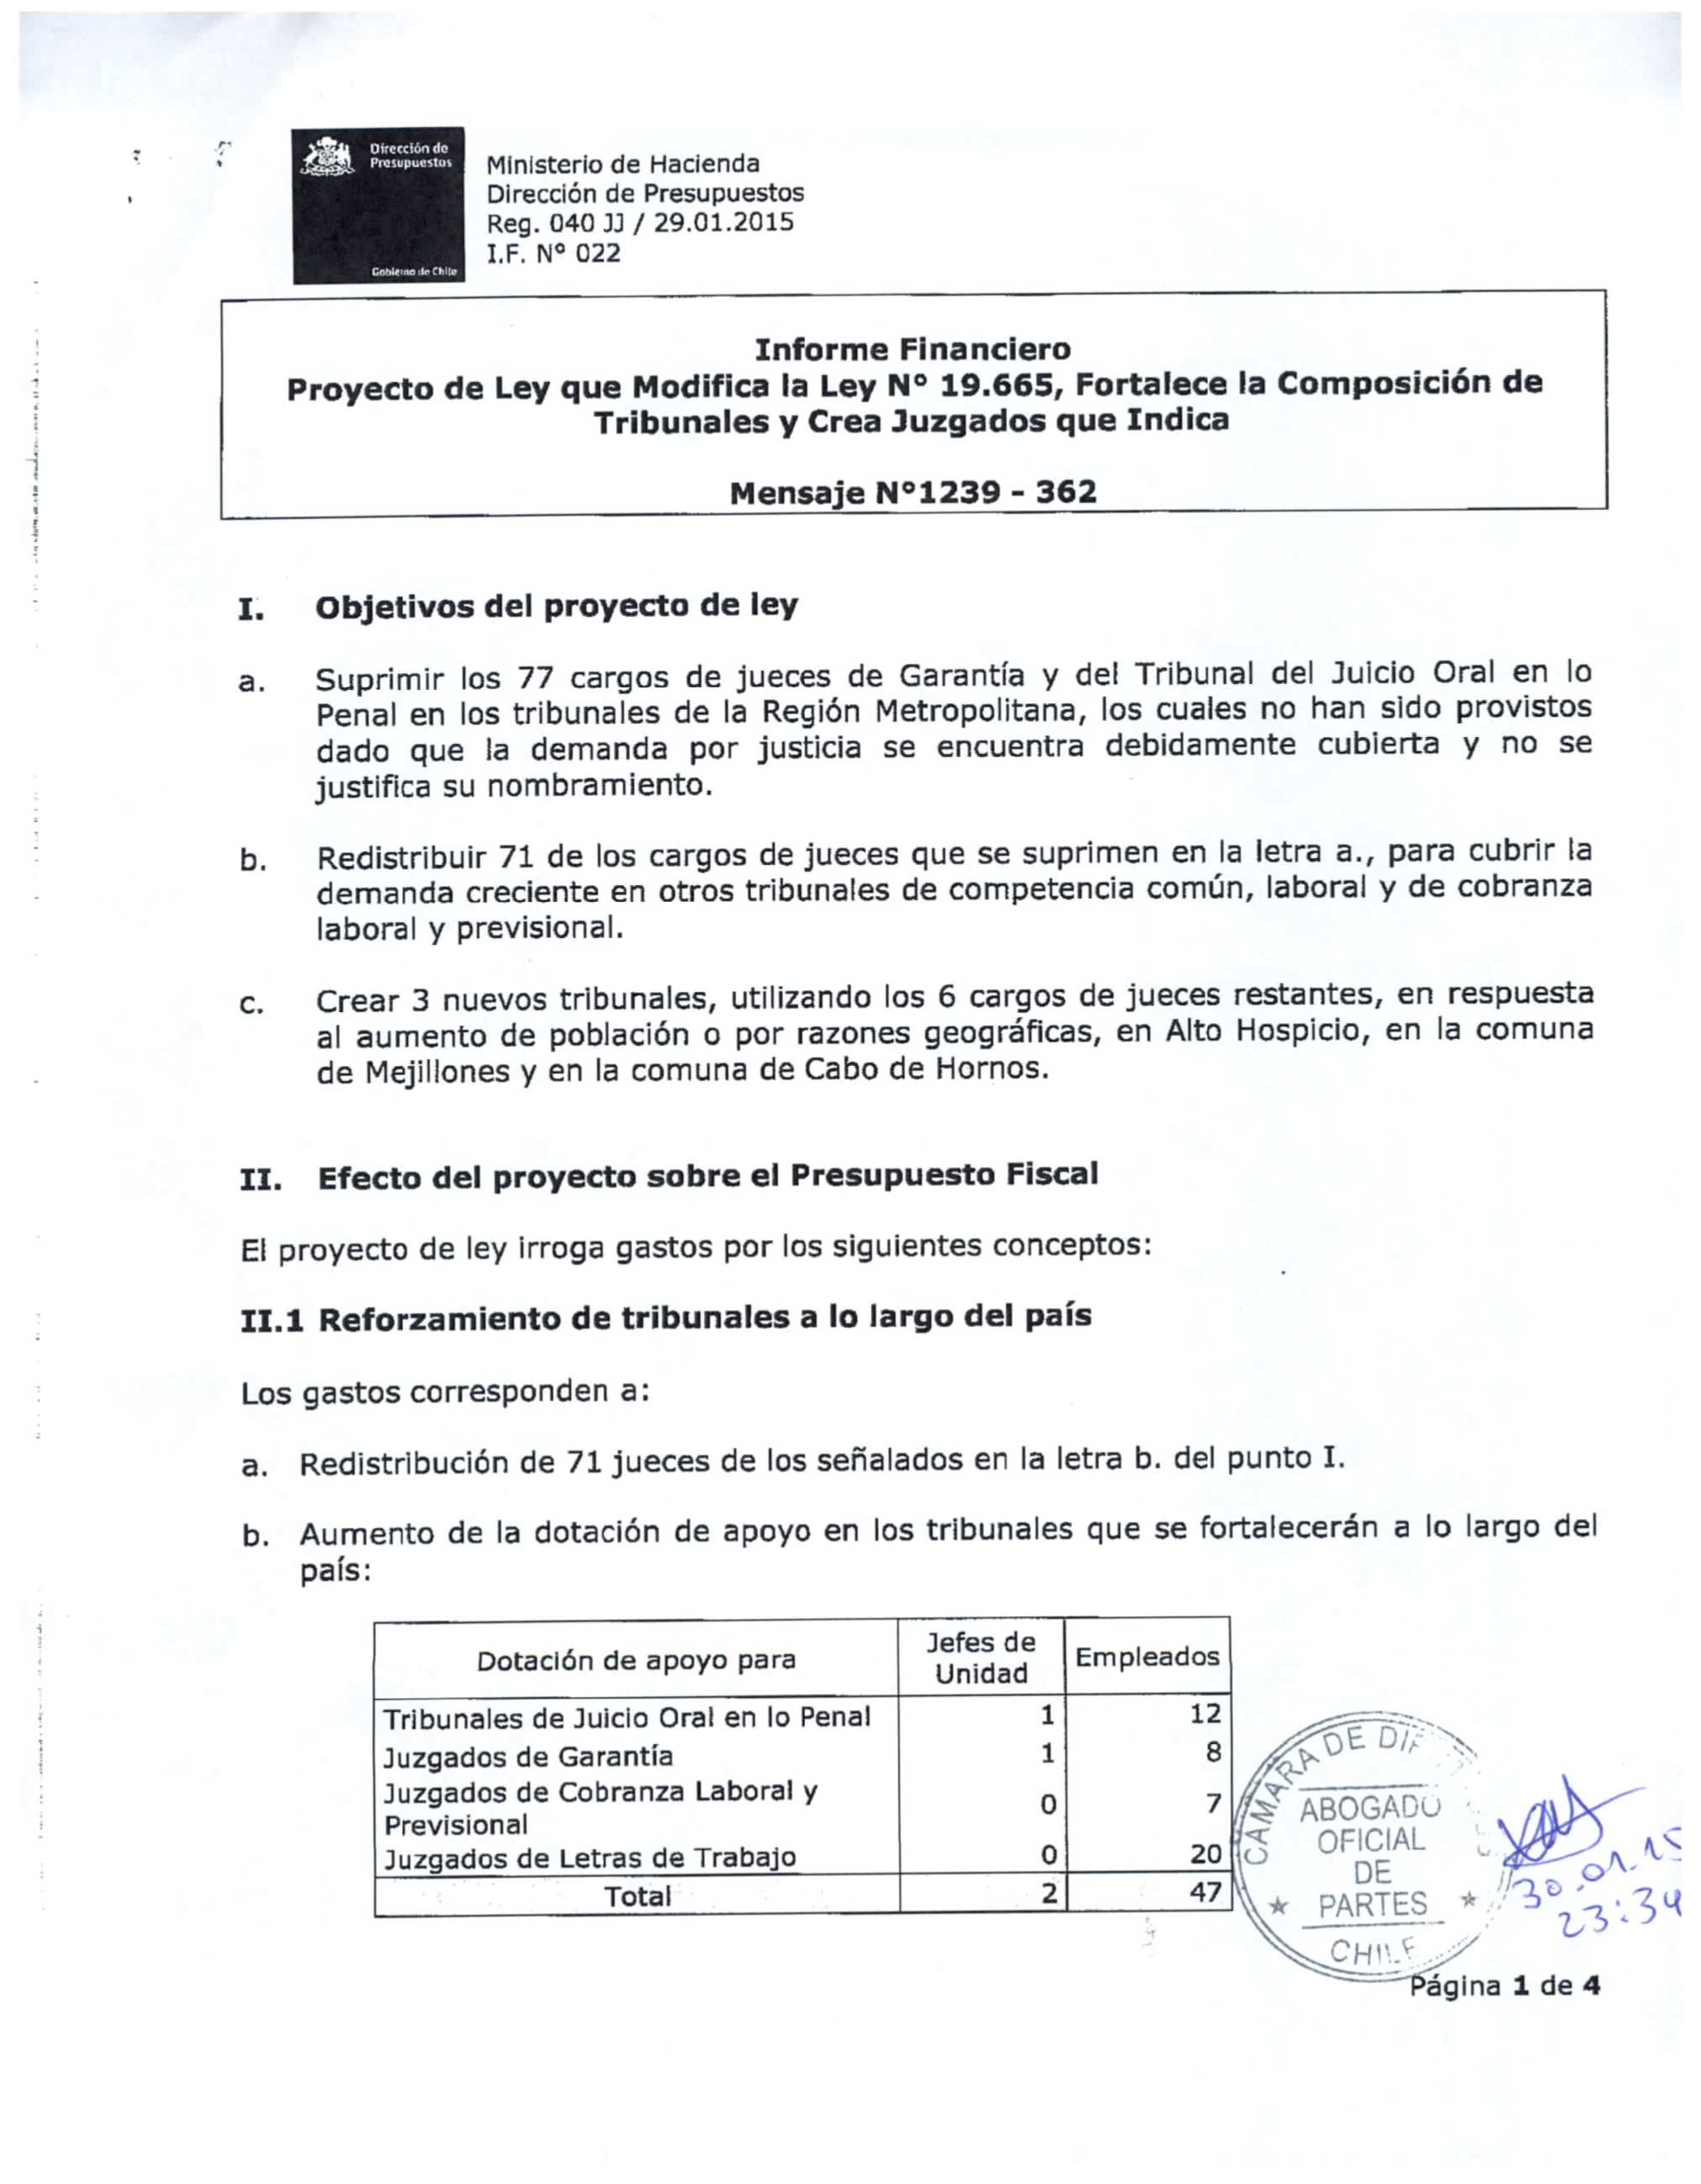 Dirección de
Presupuestos
Gobierno de Chile
Ministerio de Hacienda
Dirección de Presupuestos
Reg. 040 JJ / 29.01.2015
I.F. Nº 022
Informe Financiero
Proyecto de Ley que Modifica la Ley Nº 19.665, Fortalece la Composición de
Tribunales y Crea Juzgados que Indica
Mensaje Nº1239 - 362
I. Objetivos del proyecto de ley
a. Suprimir los 77 cargos de jueces de Garantía y del Tribunal del Juicio Oral en lo
Penal en los tribunales de la Región Metropolitana, los cuales no han sido provistos
dado que la demanda por justicia se encuentra debidamente cubierta y no se
justifica su nombramiento.
b. Redistribuir 71 de los cargos de jueces que se suprimen en la letra a., para cubrir la
demanda creciente en otros tribunales de competencia común, laboral y de cobranza
laboral y previsional.
c. Crear 3 nuevos tribunales, utilizando los 6 cargos de jueces restantes, en respuesta
al aumento de población o por razones geográficas, en Alto Hospicio, en la comuna
de Mejillones y en la comuna de Cabo de Hornos.
II. Efecto del proyecto sobre el Presupuesto Fiscal
El proyecto de ley irroga gastos por los siguientes conceptos:
II.1 Reforzamiento de tribunales a lo largo del país
Los gastos corresponden a:
a. Redistribución de 71 jueces de los señalados en la letra b. del punto I.
b. Aumento de la dotación de apoyo en los tribunales que se fortalecerán a lo largo del
país:
Dotación de apoyo para Jefes de Unidad Empleados
Tribunales de Juicio Oral en lo Penal 1 12
Juzgados de Garantía 1 8
Juzgados de Cobranza Laboral y
Previsional 0 7
Juzgados de Letras de Trabajo 0 20
Total 2 47
CÁMARA DE
ABOGADO
OFICIAL
DE
PARTES
CHILE
30.01.15
23:34
Página 1 de 4